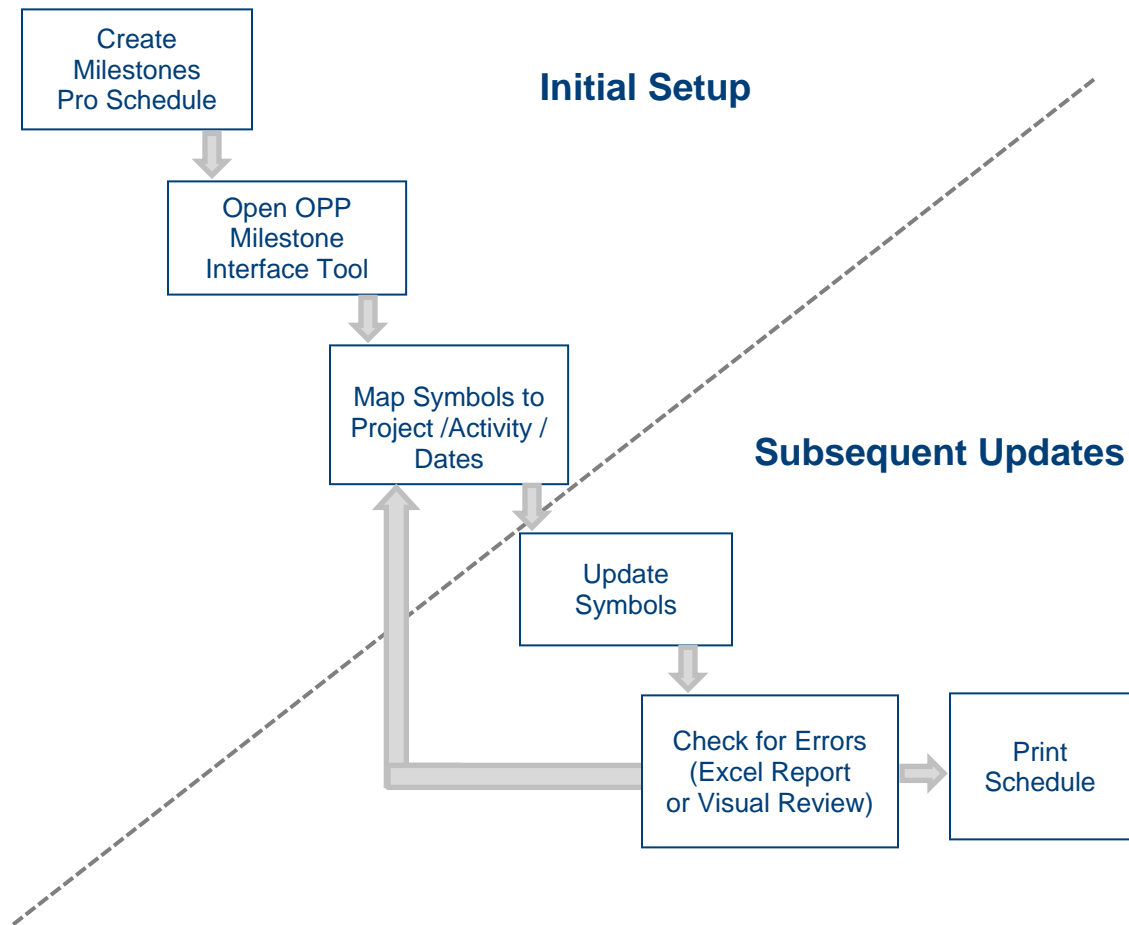 Create
Milestones
Pro Schedule
Initial Setup
Open OPP
Milestone
Interface Tool
Map Symbols to
Project /Activity /
Dates
Subsequent Updates
Update
Symbols
Check for Errors
(Excel Report
or Visual Review)
Print
Schedule